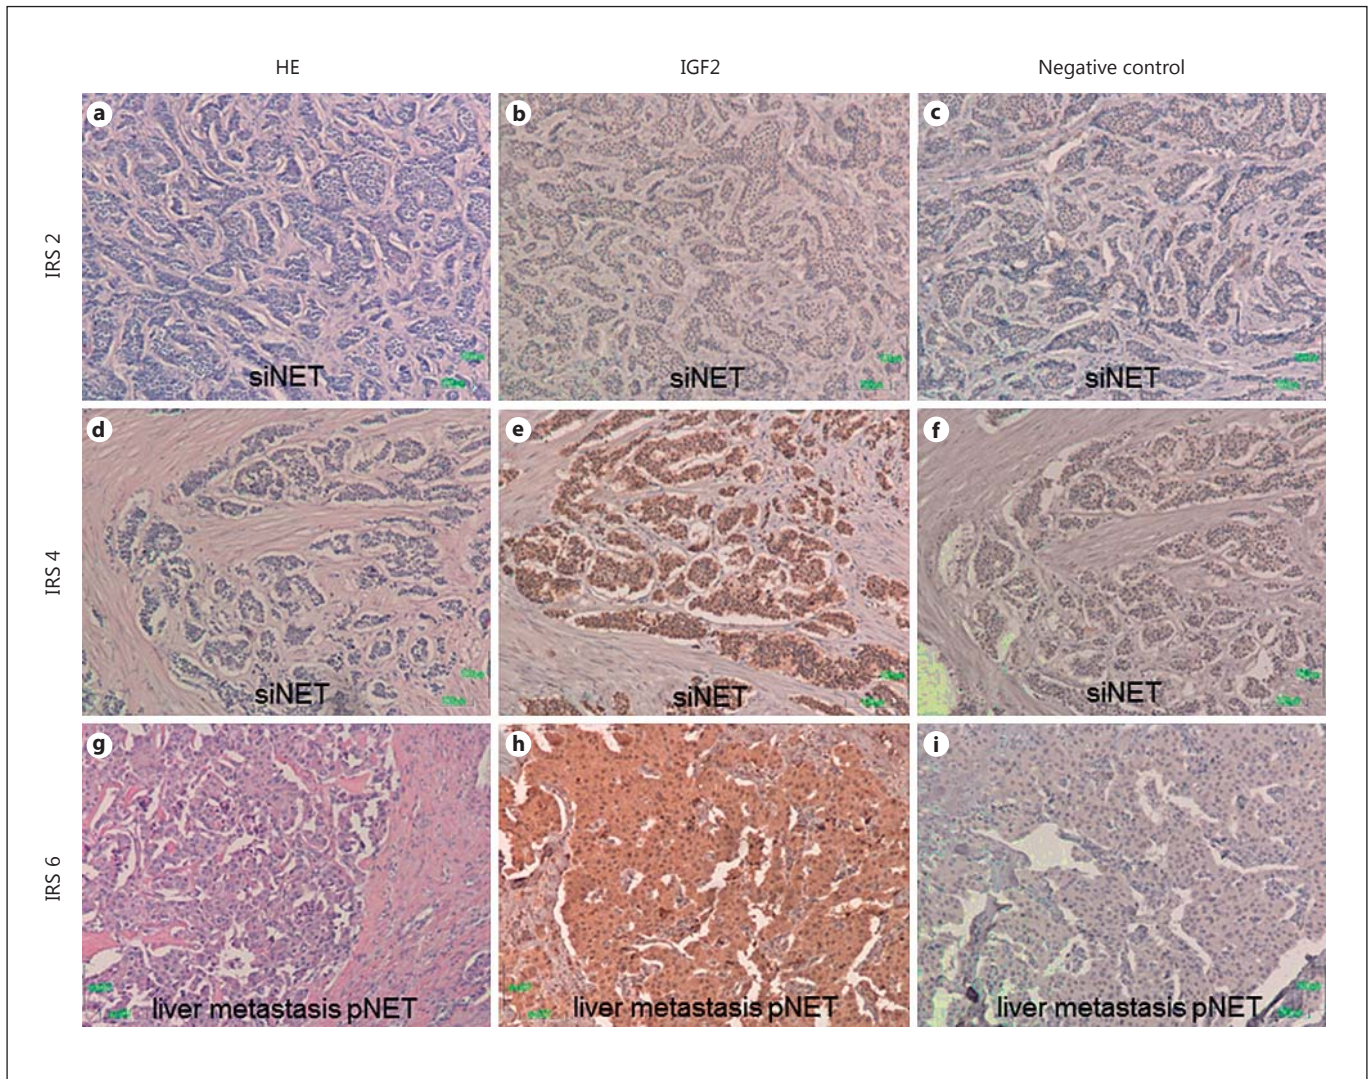 HE IGF2 Negative control
IRS 2
a b c
siNET siNET siNET
IRS 4
d e f
siNET siNET siNET
IRS 6
g h i
liver metastasis pNET liver metastasis pNET liver metastasis pNET